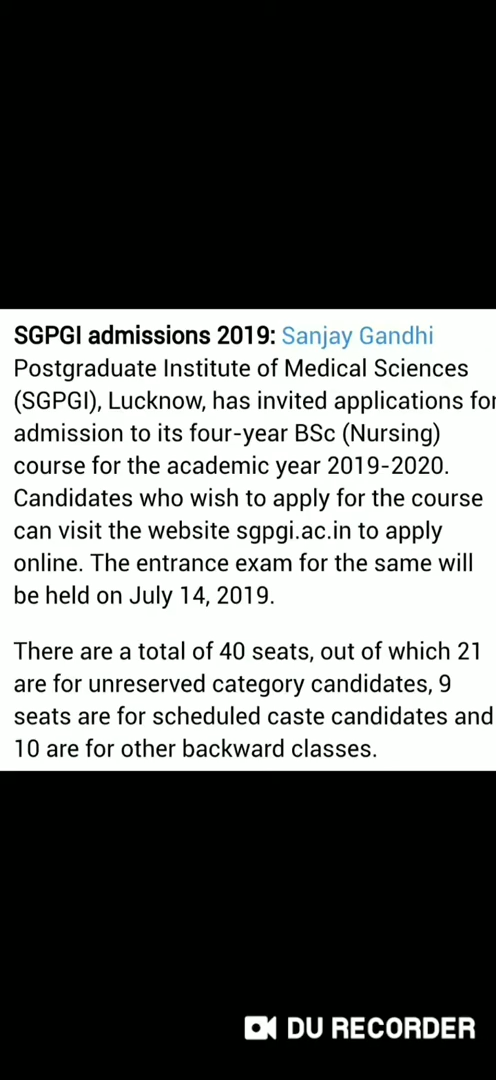 SGPGI admissions 2019: Sanjay Gandhi
Postgraduate Institute of Medical Sciences
(SGPGI), Lucknow, has invited applications for
admission to its four-year BSc (Nursing)
course for the academic year 2019-2020.
Candidates who wish to apply for the course
can visit the website sgpgi.ac.in to apply
online. The entrance exam for the same will
be held on July 14, 2019.
There are a total of 40 seats, out of which 21
are for unreserved category candidates, 9
seats are for scheduled caste candidates and
10 are for other backward classes.
DU RECORDER